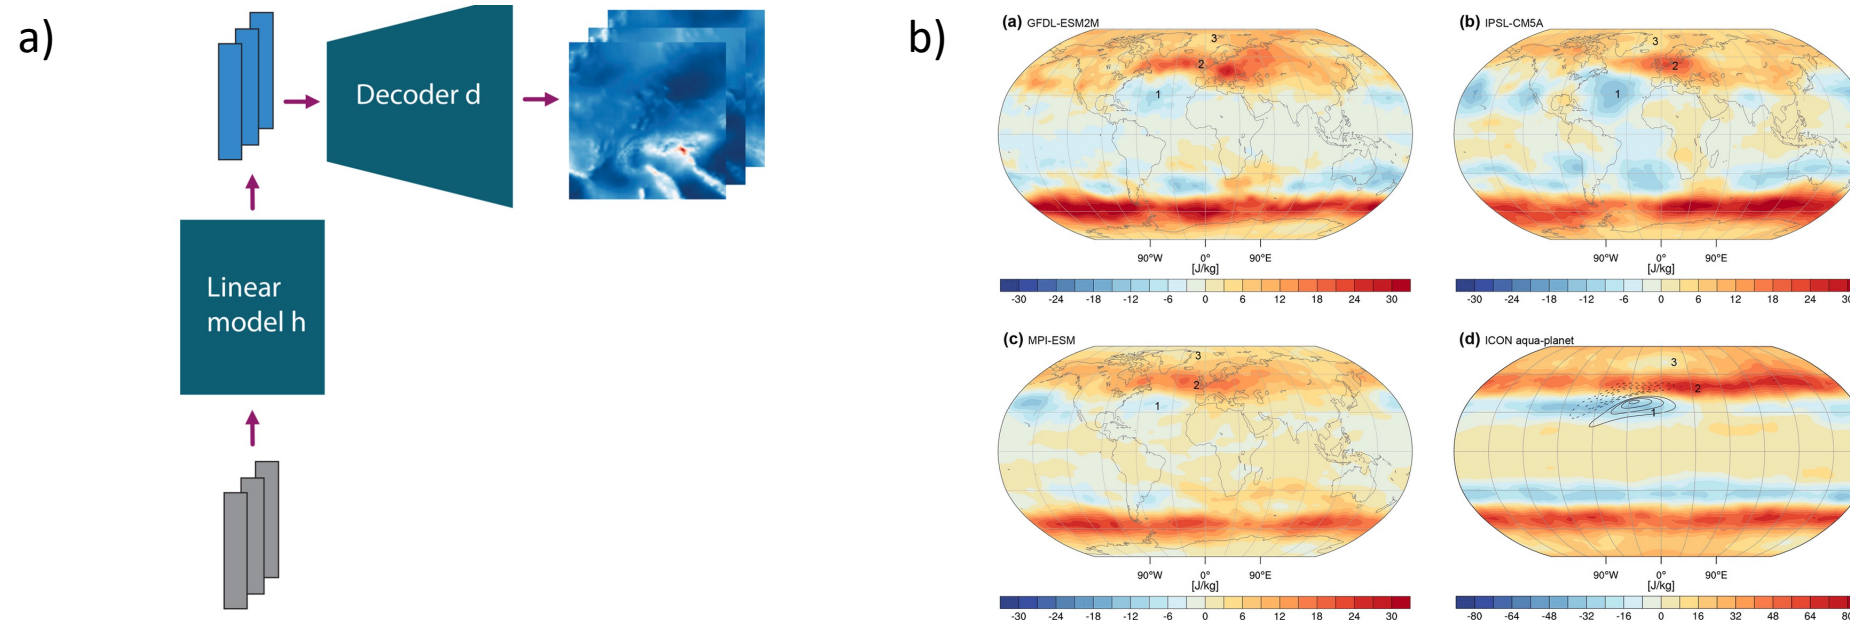 a)
Decoder d
Linear
model h
b)
(a) GFDL-ESM2M
3
2
1
90°W 0° 90°E
[J/kg]
-30 -24 -18 -12 -6 0 6 12 18 24 30
(b) IPSL-CM5A
3
2
1
90°W 0° 90°E
[J/kg]
-30 -24 -18 -12 -6 0 6 12 18 24 30
(c) MPI-ESM
3
2
1
90°W 0° 90°E
[J/kg]
-30 -24 -18 -12 -6 0 6 12 18 24 30
(d) ICON aqua-planet
3
2
1
90°W 0° 90°E
[J/kg]
-80 -64 -48 -32 -16 0 16 32 48 64 80